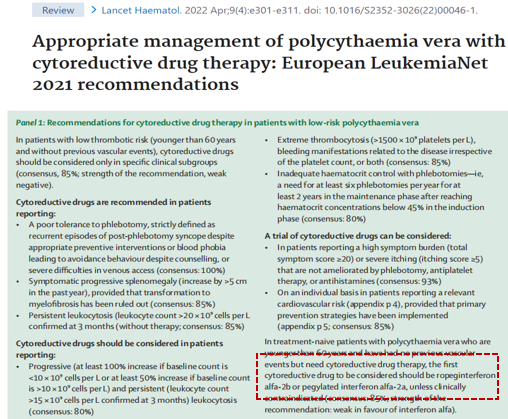 Review
Lancet Haematol. 2022 Apr;9(4):e301-e311. doi: 10.1016/S2352-3026(22)00046-1.
Appropriate management of polycythaemia vera with
cytoreductive drug therapy: European LeukemiaNet
2021 recommendations
Panel 1: Recommendations for cytoreductive drug therapy in patients with low-risk polycythaemia vera
In patients with low thrombotic risk (younger than 60 years
and without previous vascular events), cytoreductive drugs
should be considered only in specific clinical subgroups
(consensus, 85%; strength of the recommendation, weak
negative).
Cytoreductive drugs are recommended in patients
reporting:
• A poor tolerance to phlebotomy, strictly defined as
recurrent episodes of post-phlebotomy syncope despite
appropriate preventive interventions or blood phobia
leading to avoidance behaviour despite counselling, or
severe difficulties in venous access (consensus: 100%)
• Symptomatic progressive splenomegaly (increase by >5 cm
in the past year), provided that transformation to
myelofibrosis has been ruled out (consensus: 85%)
• Persistent leukocytosis (leukocyte count >20 × 10⁹ cells per L
confirmed at 3 months (without therapy; consensus: 85%)
Cytoreductive drugs should be considered in patients
reporting:
• Progressive (at least 100% increase if baseline count is
<10 × 10⁹ cells per L or at least 50% increase if baseline count
is >10 × 10⁹ cells per L) and persistent (leukocyte count
>15 × 10⁹ cells per L confirmed at 3 months) leukocytosis
(consensus: 80%)
• Extreme thrombocytosis (>1500 × 10⁹ platelets per L),
bleeding manifestations related to the disease irrespective
of the platelet count, or both (consensus: 85%)
• Inadequate haematocrit control with phlebotomies—ie,
a need for at least six phlebotomies per year for at
least 2 years in the maintenance phase after reaching
haematocrit concentrations below 45% in the induction
phase (consensus: 80%)
A trial of cytoreductive drugs can be considered:
• In patients reporting a high symptom burden (total
symptom score ≥20) or severe itching (itching score ≥5)
that are not ameliorated by phlebotomy, antiplatelet
therapy, or antihistamines (consensus: 93%)
• On an individual basis in patients reporting a relevant
cardiovascular risk (appendix p 4), provided that primary
prevention strategies have been implemented
(appendix p 5; consensus: 85%)
In treatment-naive patients with polycythaemia vera who are
younger than 60 years and have had no previous vascular
events but need cytoreductive drug therapy, the first
cytoreductive drug to be considered should be ropeginterferon
alfa-2b or pegylated interferon alfa-2a, unless clinically
contraindicated (consensus: 85%, strength of the
recommendation: weak in favour of interferon alfa).